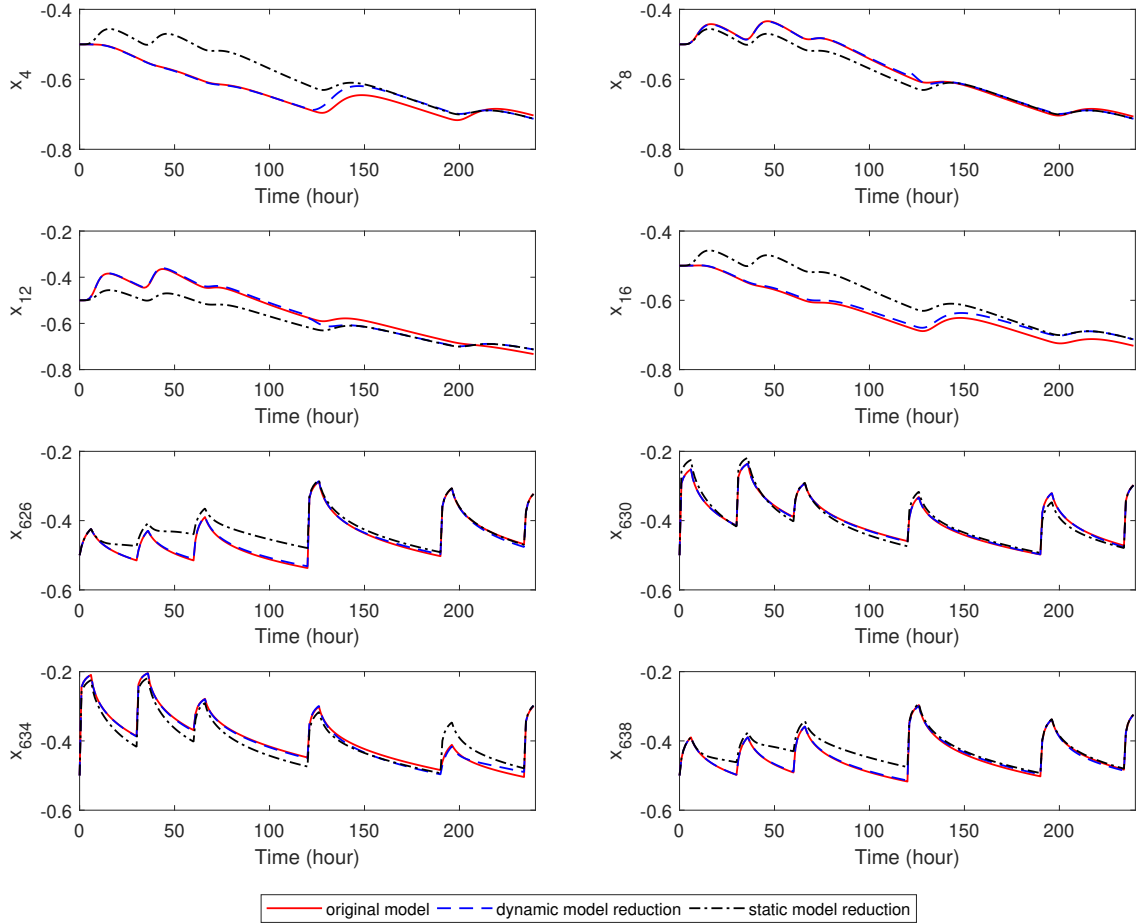 -0.4
-0.6
-0.8
x4
0 50 100 150 200
Time (hour)
-0.4
-0.6
-0.8
x8
0 50 100 150 200
Time (hour)
-0.2
-0.4
-0.6
-0.8
x12
0 50 100 150 200
Time (hour)
-0.4
-0.6
-0.8
x16
0 50 100 150 200
Time (hour)
-0.2
-0.4
-0.6
x626
0 50 100 150 200
Time (hour)
-0.2
-0.4
-0.6
x630
0 50 100 150 200
Time (hour)
-0.2
-0.4
-0.6
x634
0 50 100 150 200
Time (hour)
-0.2
-0.4
-0.6
x638
0 50 100 150 200
Time (hour)
original model dynamic model reduction static model reduction